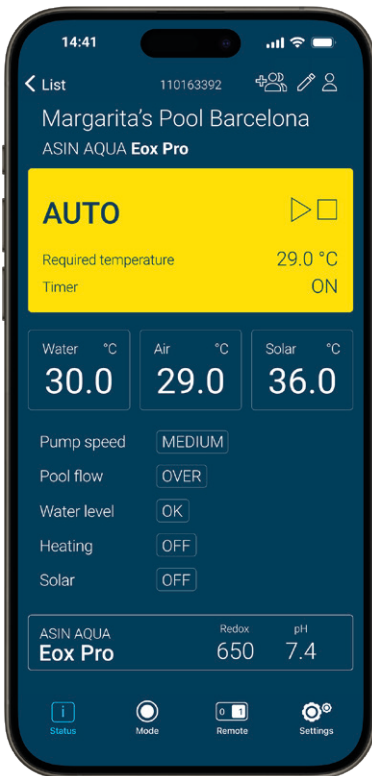 14:41
List 110163392
Margarita's Pool Barcelona
ASIN AQUA Eox Pro
AUTO
Required temperature 29.0 °C
Timer ON
Water °C Air °C Solar °C
30.0 29.0 36.0
Pump speed MEDIUM
Pool flow OVER
Water level OK
Heating OFF
Solar OFF
ASIN AQUA Redox pH
Eox Pro 650 7.4
i 0 1
Status Mode Remote Settings